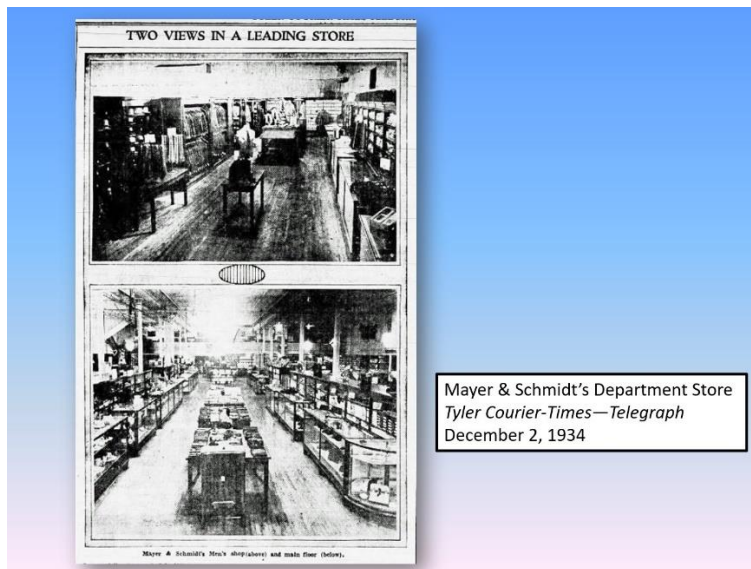 TWO VIEWS IN A LEADING STORE
Mayer & Schmidt's Men's shop(above) and main floor (below).
Mayer & Schmidt's Department Store
Tyler Courier-Times—Telegraph
December 2, 1934